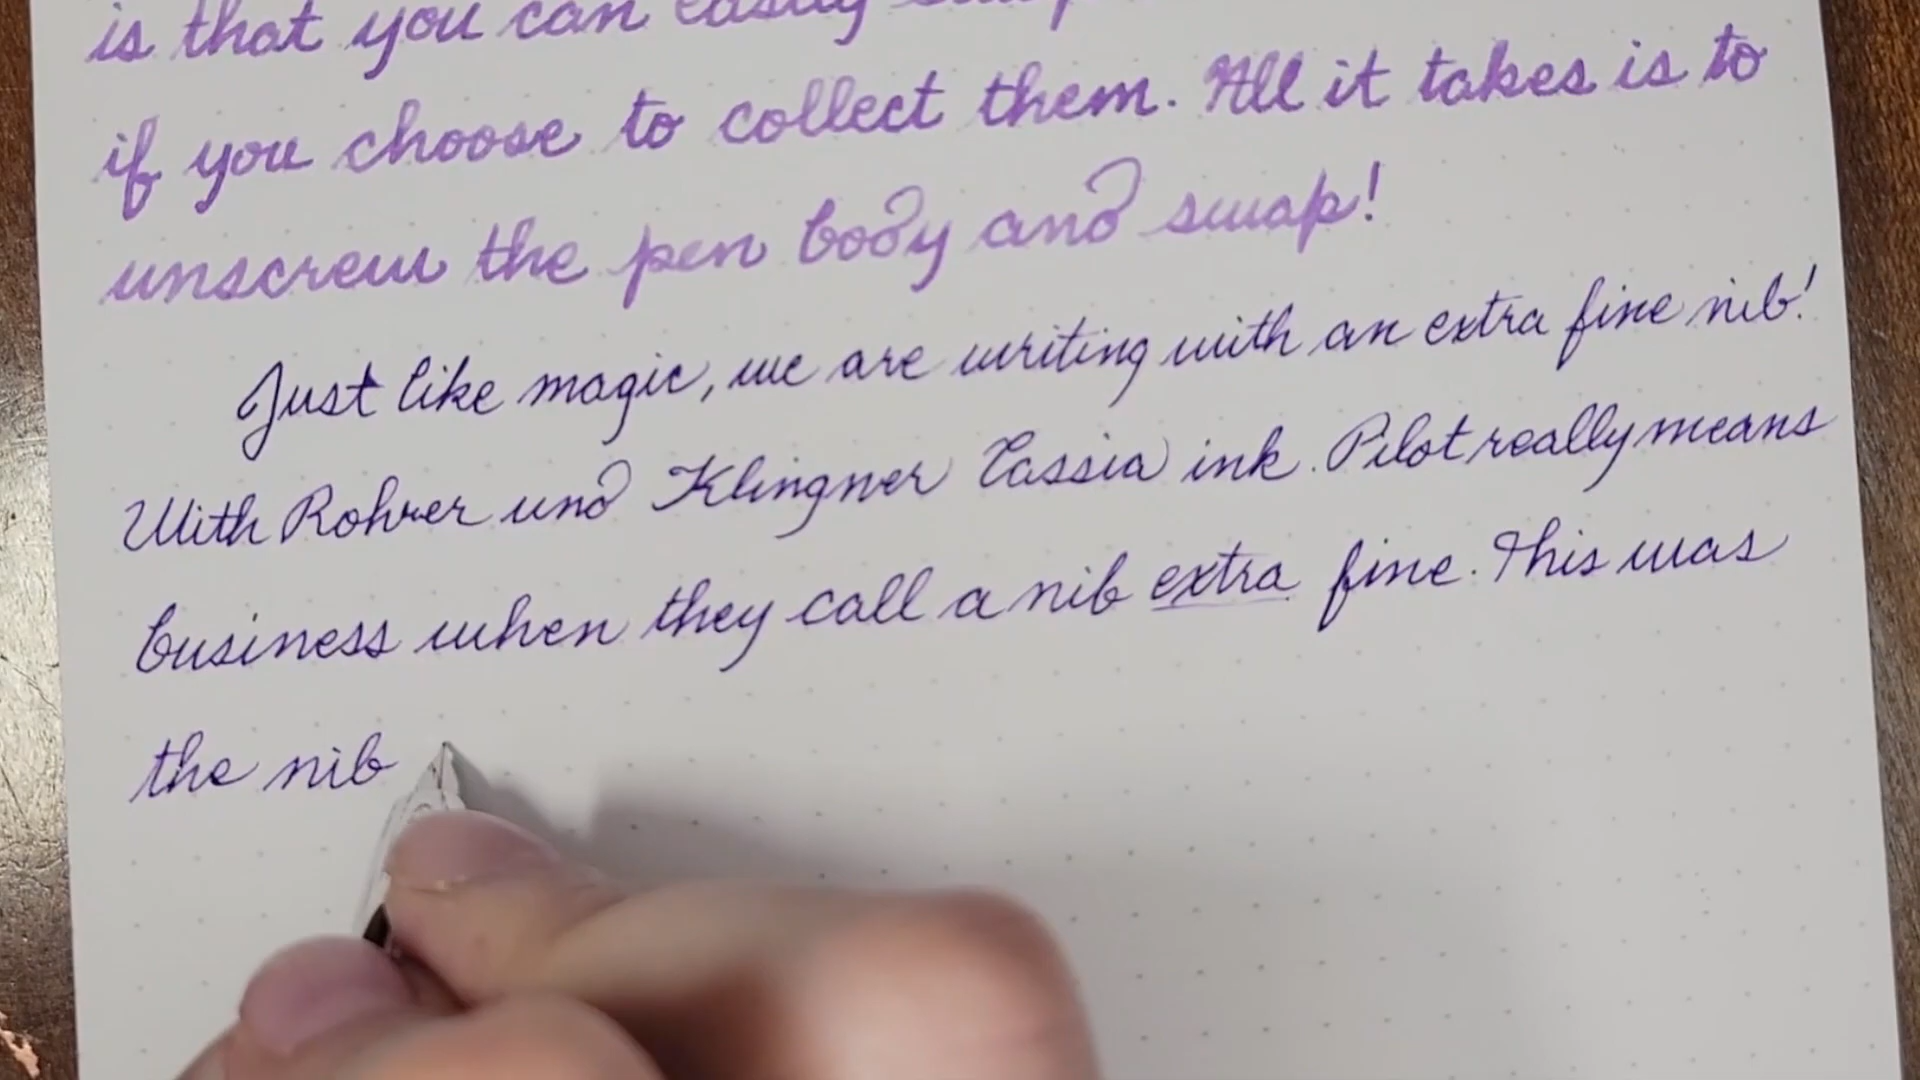 is that you can easily
if you choose to collect them. All it takes is to
unscrew the pen body and swap!
Just like magic, we are writing with an extra fine nib!
With Rohrer und Klingner Cassia ink. Pilot really means
business when they call a nib extra fine. This was
the nib